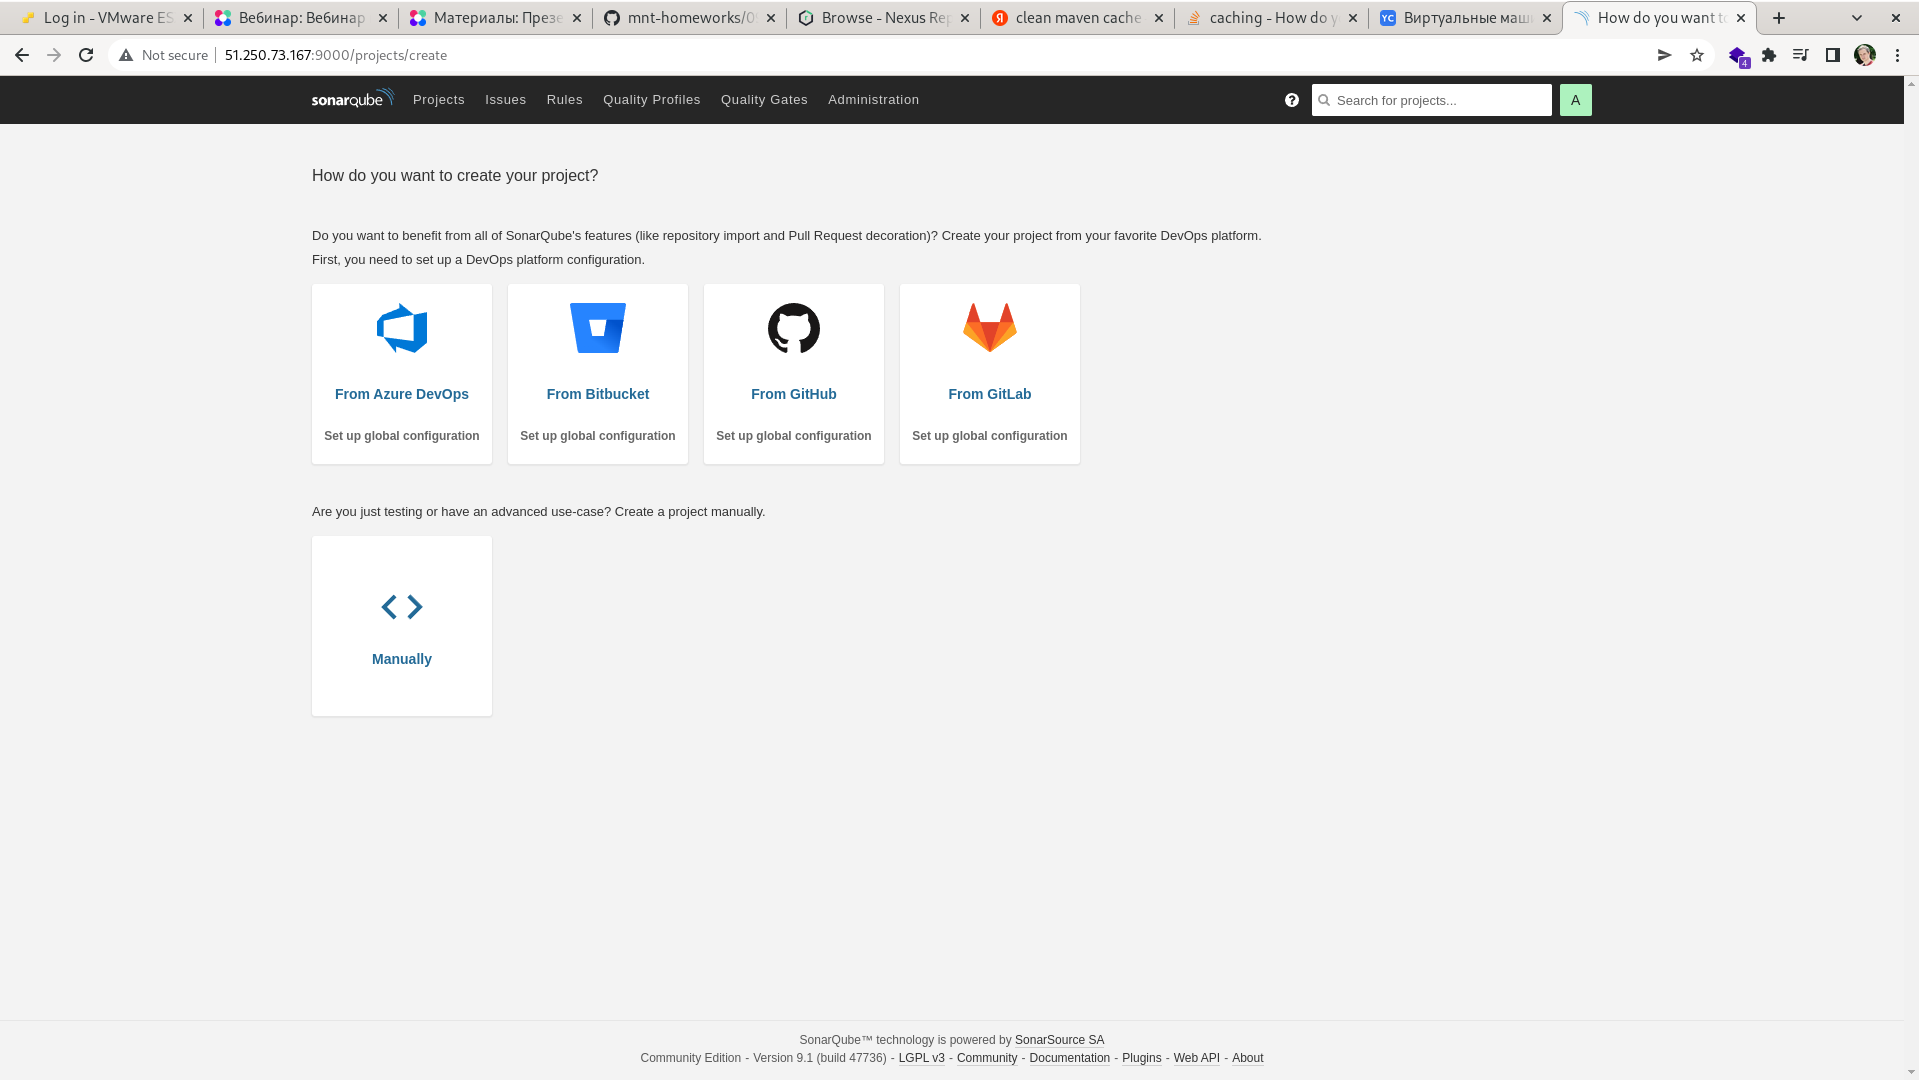 Log in - VMware ES
Вебинар: Вебинар
Материалы: Презе
mnt-homeworks/0
Browse - Nexus Rep
clean maven cache
caching - How do y
Виртуальные маши
How do you want to
Not secure
51.250.73.167:9000/projects/create
4
sonarqube
Projects
Issues
Rules
Quality Profiles
Quality Gates
Administration
Search for projects...
A
How do you want to create your project?
Do you want to benefit from all of SonarQube's features (like repository import and Pull Request decoration)? Create your project from your favorite DevOps platform.
First, you need to set up a DevOps platform configuration.
From Azure DevOps
From Bitbucket
From GitHub
From GitLab
Set up global configuration
Set up global configuration
Set up global configuration
Set up global configuration
Are you just testing or have an advanced use-case? Create a project manually.
Manually
SonarQube™ technology is powered by SonarSource SA
Community Edition - Version 9.1 (build 47736) - LGPL v3 - Community - Documentation - Plugins - Web API - About